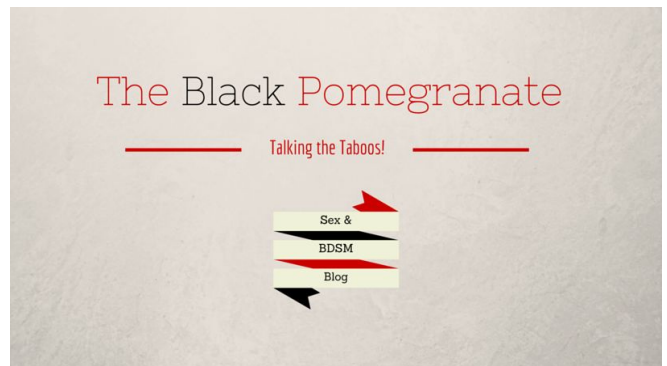 The Black Pomegranate
Talking the Taboos!
Sex &
BDSM
Blog